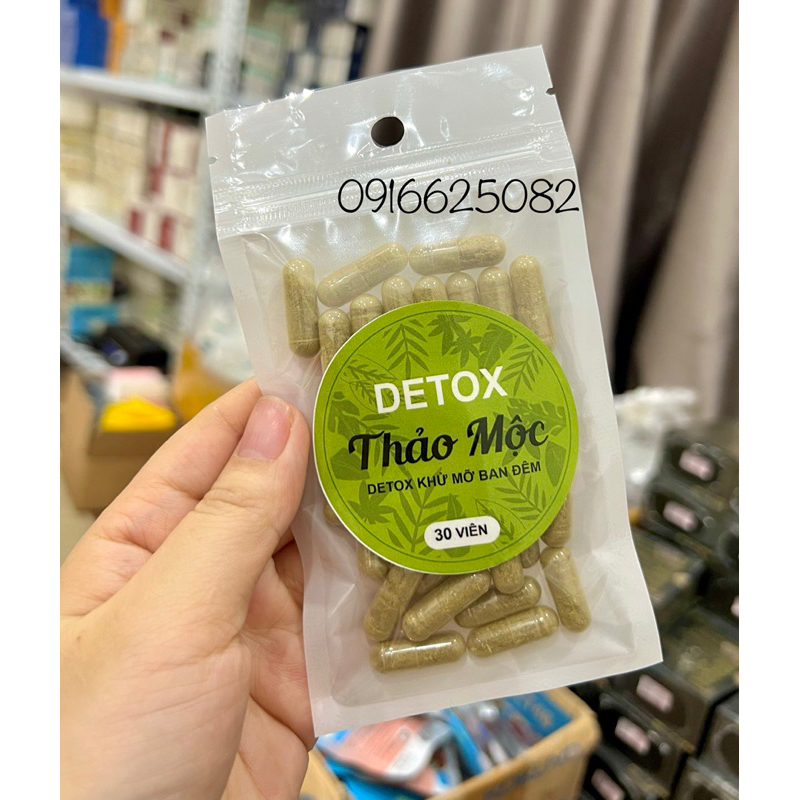 0916625082
DETOX
Thảo Mộc
DETOX KHỬ MỠ BAN ĐÊM
30 VIÊN